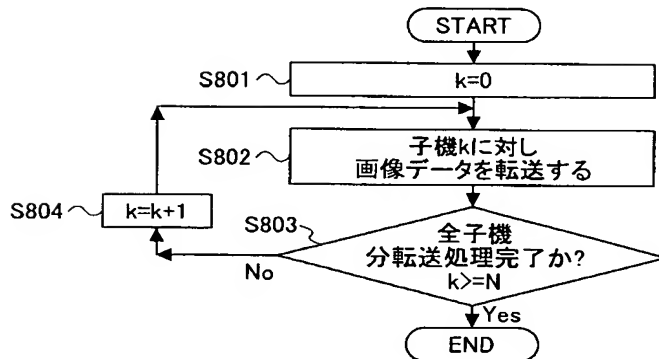 START
S801
k=0
S802
子機kに対し
画像データを転送する
S804
k=k+1
S803
全子機
分転送処理完了か?
k>=N
No
Yes
END